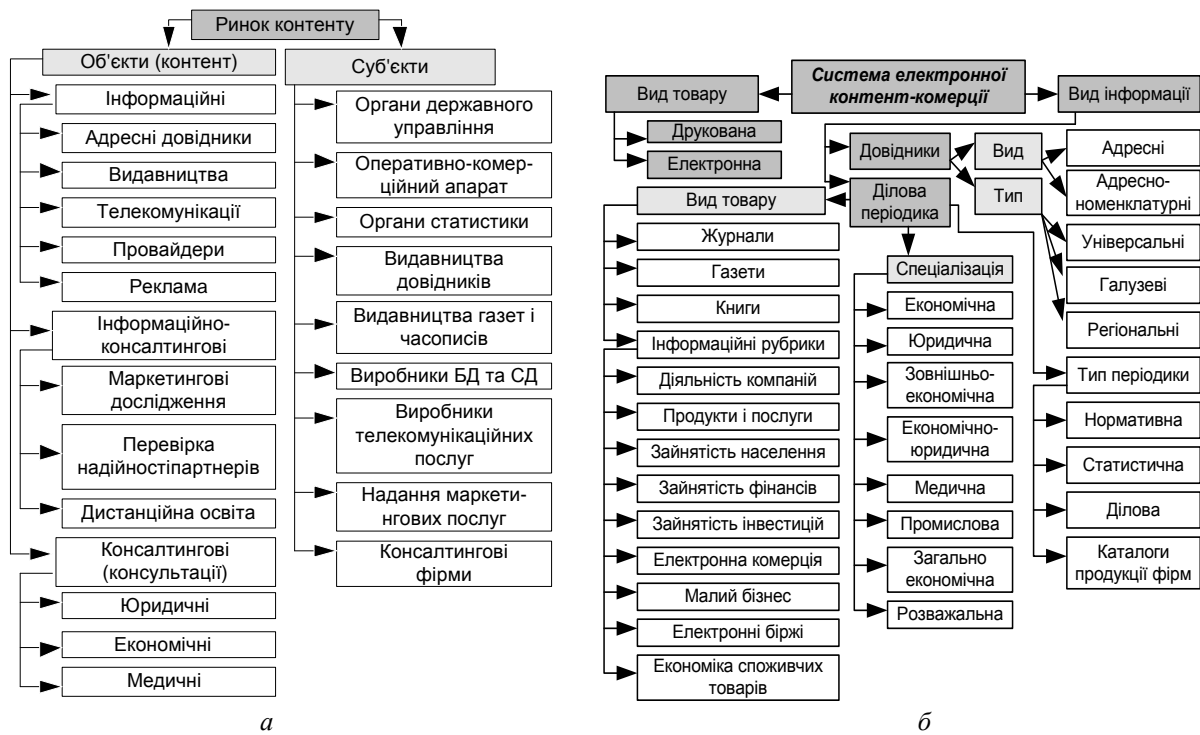 Ринок контенту
Об'єкти (контент)
Інформаційні
Адресні довідники
Видавництва
Телекомунікації
Провайдери
Реклама
Інформаційно-
консалтингові
Маркетингові
дослідження
Перевірка
надійностіпартнерів
Дистанційна освіта
Консалтингові
(консультації)
Юридичні
Економічні
Медичні
Суб'єкти
Органи державного
управління
Оперативно-комер-
ційний апарат
Органи статистики
Видавництва
довідників
Видавництва газет і
часописів
Виробники БД та СД
Виробники
телекомунікаційних
послуг
Надання маркети-
нгових послуг
Консалтингові
фірми
а
Система електронної
контент-комерції
Вид товару
Друкована
Електронна
Вид інформації
Довідники
Вид
Тип
Адресні
Адресно-
номенклатурні
Універсальні
Галузеві
Регіональні
Ділова
періодика
Вид товару
Журнали
Газети
Книги
Інформаційні рубрики
Діяльність компаній
Продукти і послуги
Зайнятість населення
Зайнятість фінансів
Зайнятість інвестицій
Електронна комерція
Малий бізнес
Електронні біржі
Економіка споживчих
товарів
Спеціалізація
Економічна
Юридична
Зовнішньо-
економічна
Економічно-
юридична
Медична
Промислова
Загально
економічна
Розважальна
Тип періодики
Нормативна
Статистична
Ділова
Каталоги
продукції фірм
б